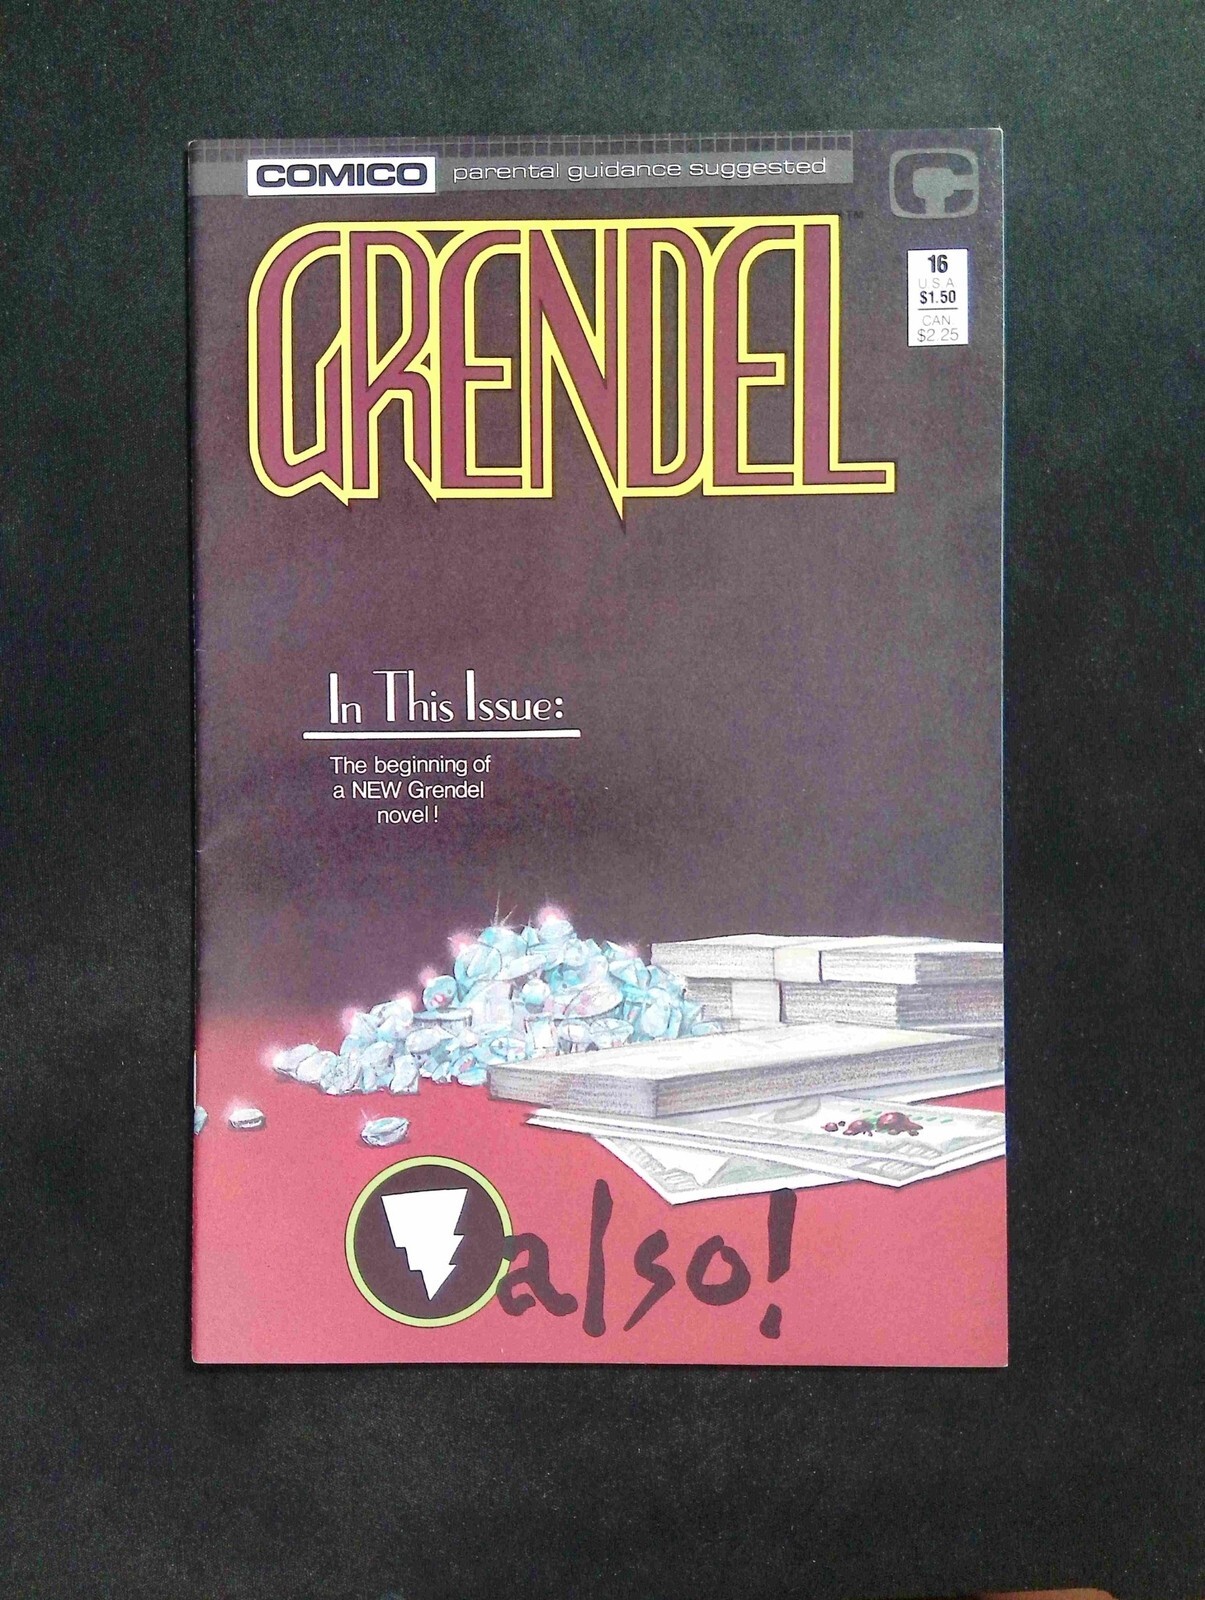 COMICO parental guidance suggested
GRENDEL™
16
USA
$1.50
CAN.
$2.25
In This Issue:
The beginning of
a NEW Grendel
novel!
also!